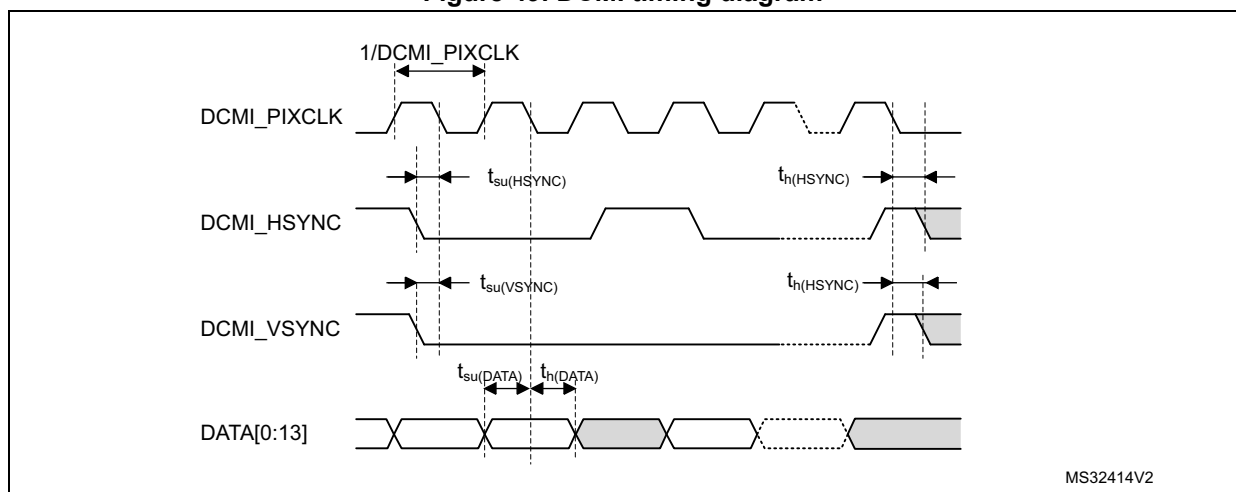 Figure 49. DCMI timing diagram
1/DCMI_PIXCLK
DCMI_PIXCLK
tsu(HSYNC)
th(HSYNC)
DCMI_HSYNC
tsu(VSYNC)
th(HSYNC)
DCMI_VSYNC
tsu(DATA) th(DATA)
DATA[0:13]
MS32414V2